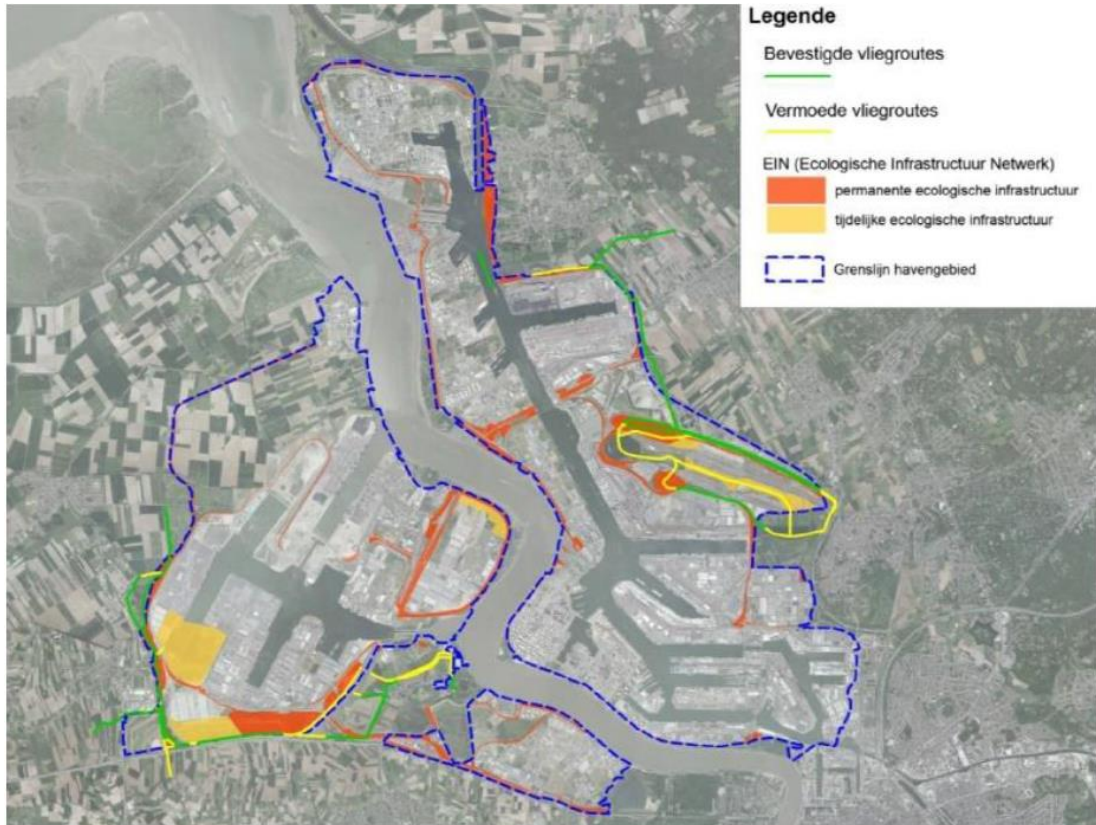 Legende
Bevestigde vliegroutes
Vermoede vliegroutes
EIN (Ecologische Infrastructuur Netwerk)
permanente ecologische infrastructuur
tijdelijke ecologische infrastructuur
Grenslijn havengebied